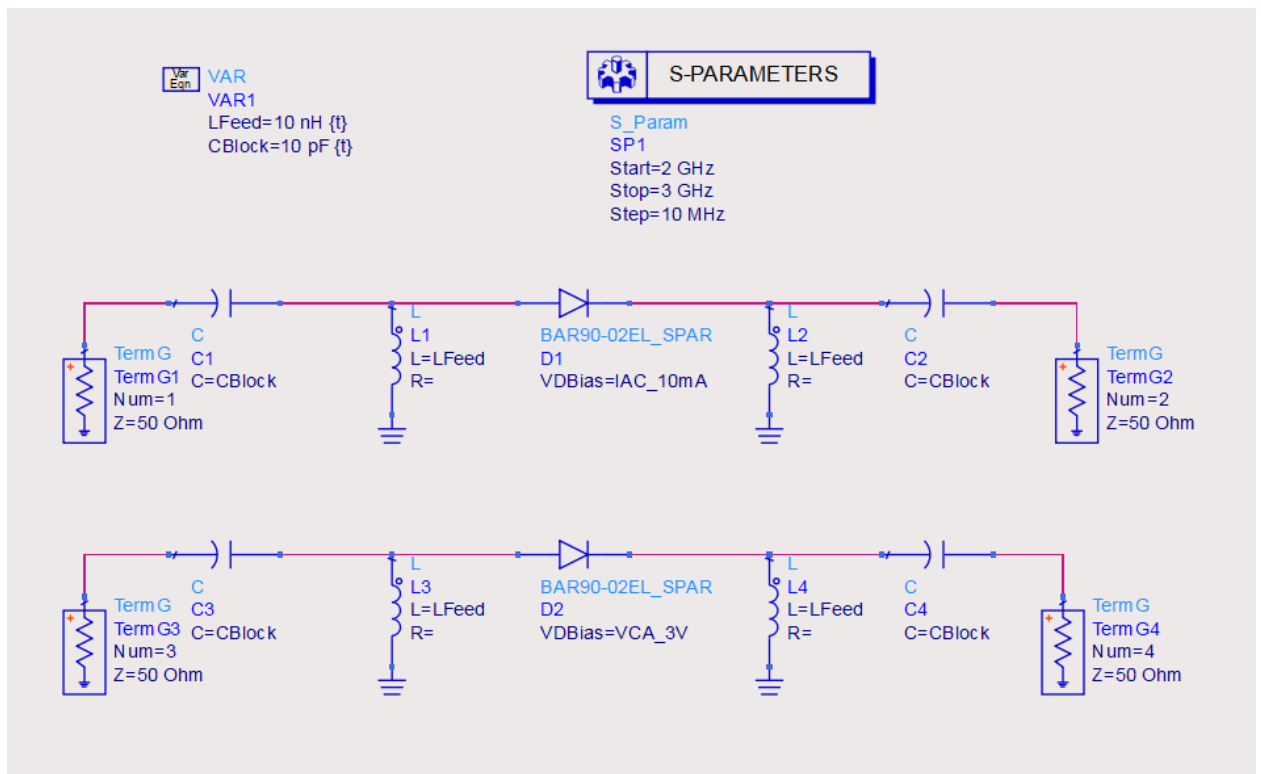 Var
Eqn
VAR
VAR1
LFeed=10 nH {t}
CBlock=10 pF {t}
S-PARAMETERS
S_Param
SP1
Start=2 GHz
Stop=3 GHz
Step=10 MHz
TermG
TermG1
Num=1
Z=50 Ohm
C
C1
C=CBlock
L
L1
L=LFeed
R=
BAR90-02EL_SPAR
D1
VDBias=IAC_10mA
L
L2
L=LFeed
R=
C
C2
C=CBlock
TermG
TermG2
Num=2
Z=50 Ohm
TermG
TermG3
Num=3
Z=50 Ohm
C
C3
C=CBlock
L
L3
L=LFeed
R=
BAR90-02EL_SPAR
D2
VDBias=VCA_3V
L
L4
L=LFeed
R=
C
C4
C=CBlock
TermG
TermG4
Num=4
Z=50 Ohm